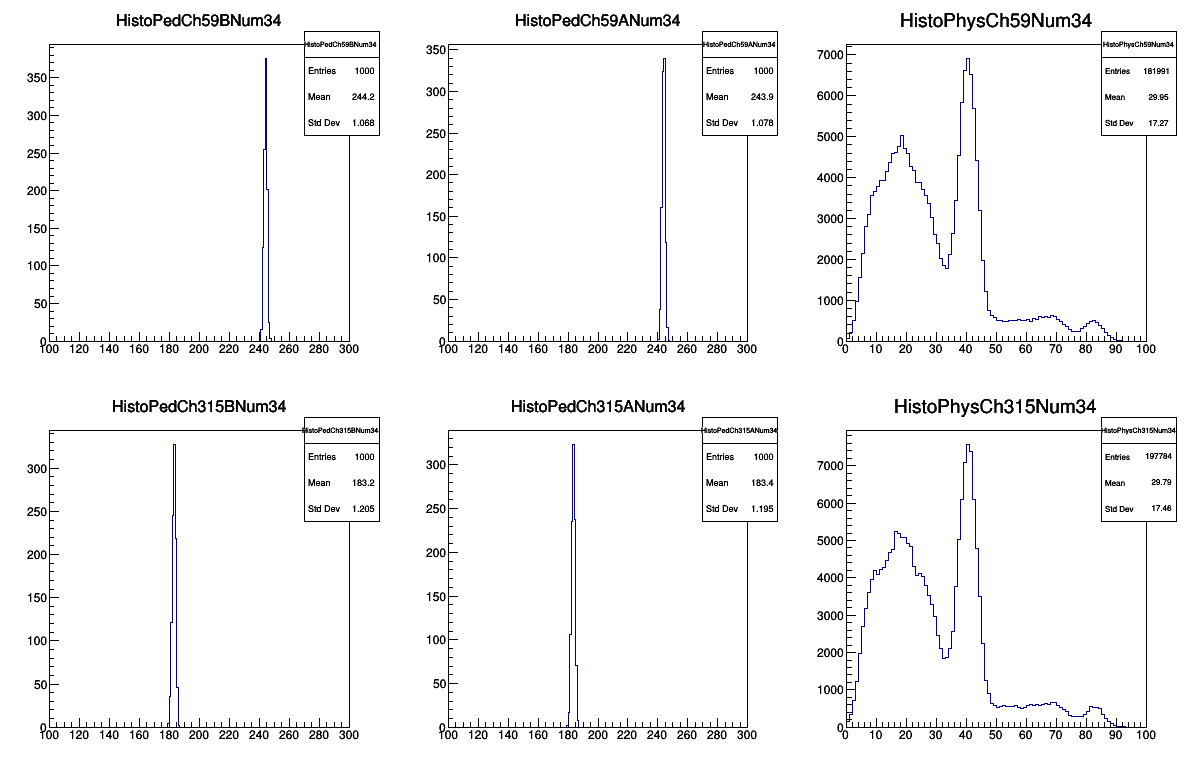 HistoPedCh59BNum34
HistoPedCh59BNum34
Entries 1000
Mean 244.2
Std Dev 1.068
350
300
250
200
150
100
50
0
100 120 140 160 180 200 220 240 260 280 300
HistoPedCh59ANum34
HistoPedCh59ANum34
Entries 1000
Mean 243.9
Std Dev 1.078
350
300
250
200
150
100
50
0
100 120 140 160 180 200 220 240 260 280 300
HistoPhysCh59Num34
HistoPhysCh59Num34
Entries 181991
Mean 29.95
Std Dev 17.27
7000
6000
5000
4000
3000
2000
1000
0
0 10 20 30 40 50 60 70 80 90 100
HistoPedCh315BNum34
HistoPedCh315BNum34
Entries 1000
Mean 183.2
Std Dev 1.205
300
250
200
150
100
50
0
100 120 140 160 180 200 220 240 260 280 300
HistoPedCh315ANum34
HistoPedCh315ANum34
Entries 1000
Mean 183.4
Std Dev 1.195
300
250
200
150
100
50
0
100 120 140 160 180 200 220 240 260 280 300
HistoPhysCh315Num34
HistoPhysCh315Num34
Entries 197784
Mean 29.79
Std Dev 17.46
7000
6000
5000
4000
3000
2000
1000
0
0 10 20 30 40 50 60 70 80 90 100